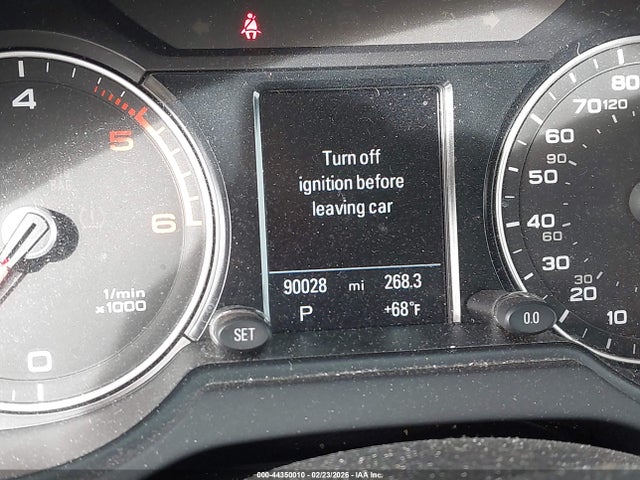 4
5
6
1/min
x1000
0
SET
Turn off
ignition before
leaving car
90028 mi 268.3
P +68°F
0.0
80
70 120
60
90
50
40
60
30
30
20
10
000-44350010 - 02/23/2026 - IAA Inc.